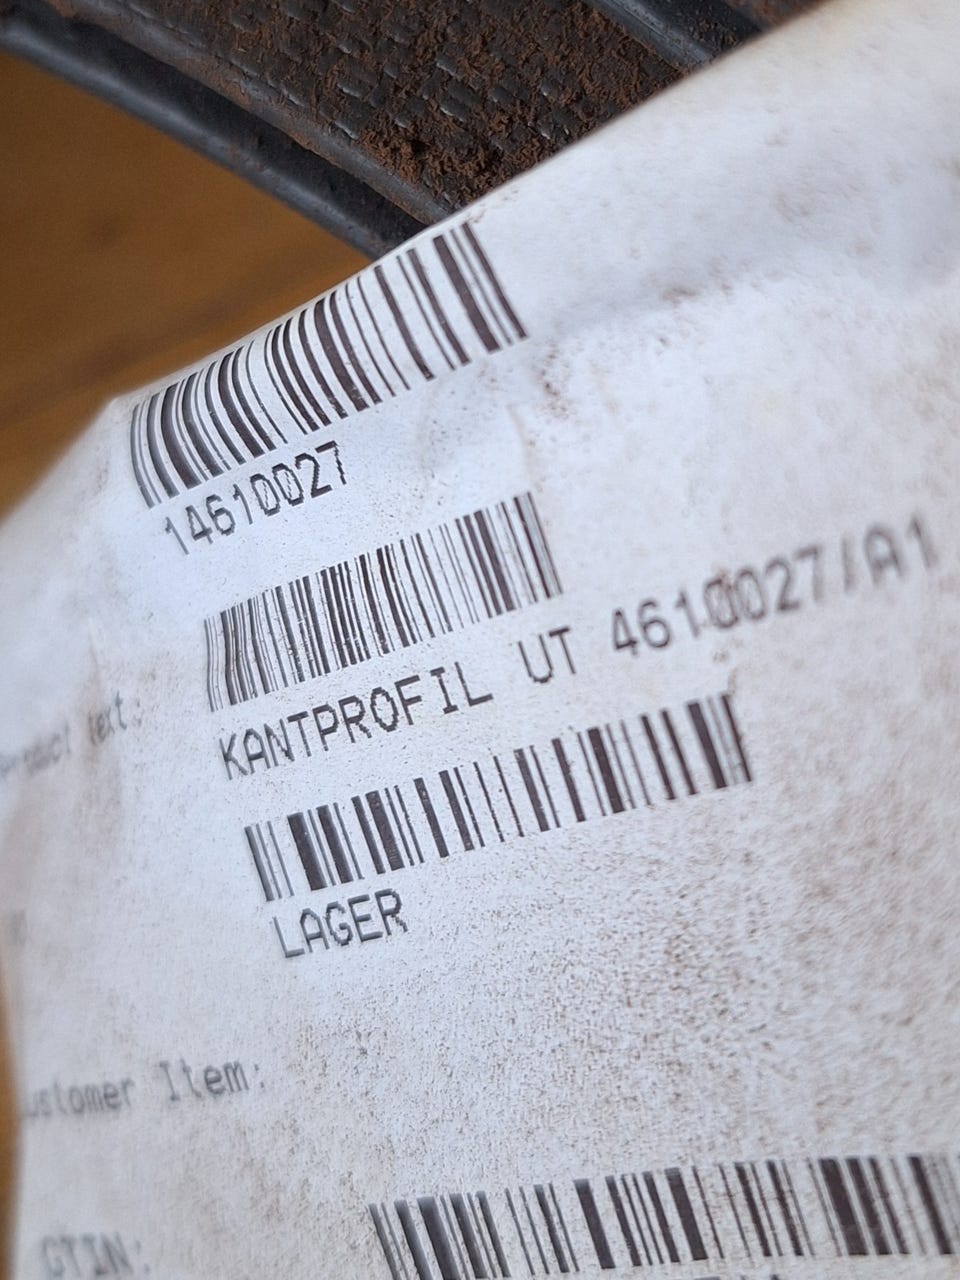 14610027
Product text:
KANTPROFIL UT 4610027/A1
LAGER
Customer Item:
GTIN: